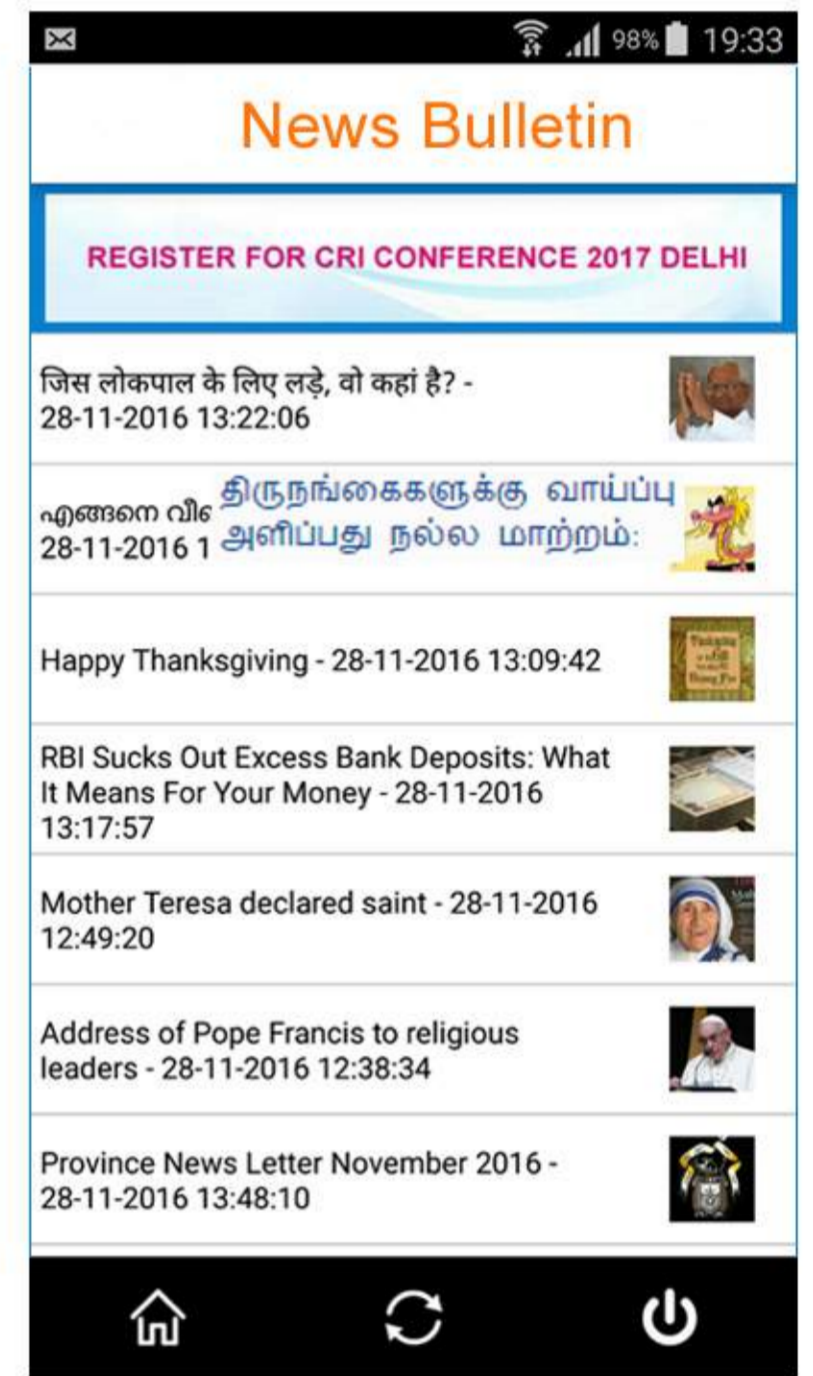 98% 19:33
News Bulletin
REGISTER FOR CRI CONFERENCE 2017 DELHI
जिस लोकपाल के लिए लड़े, वो कहां है? -
28-11-2016 13:22:06
എങ്ങനെ
28-11-2016 1
திருநங்கைகளுக்கு வாய்ப்பு
அளிப்பது நல்ல மாற்றம்:
Happy Thanksgiving - 28-11-2016 13:09:42
RBI Sucks Out Excess Bank Deposits: What
It Means For Your Money - 28-11-2016
13:17:57
Mother Teresa declared saint - 28-11-2016
12:49:20
Address of Pope Francis to religious
leaders - 28-11-2016 12:38:34
Province News Letter November 2016 -
28-11-2016 13:48:10